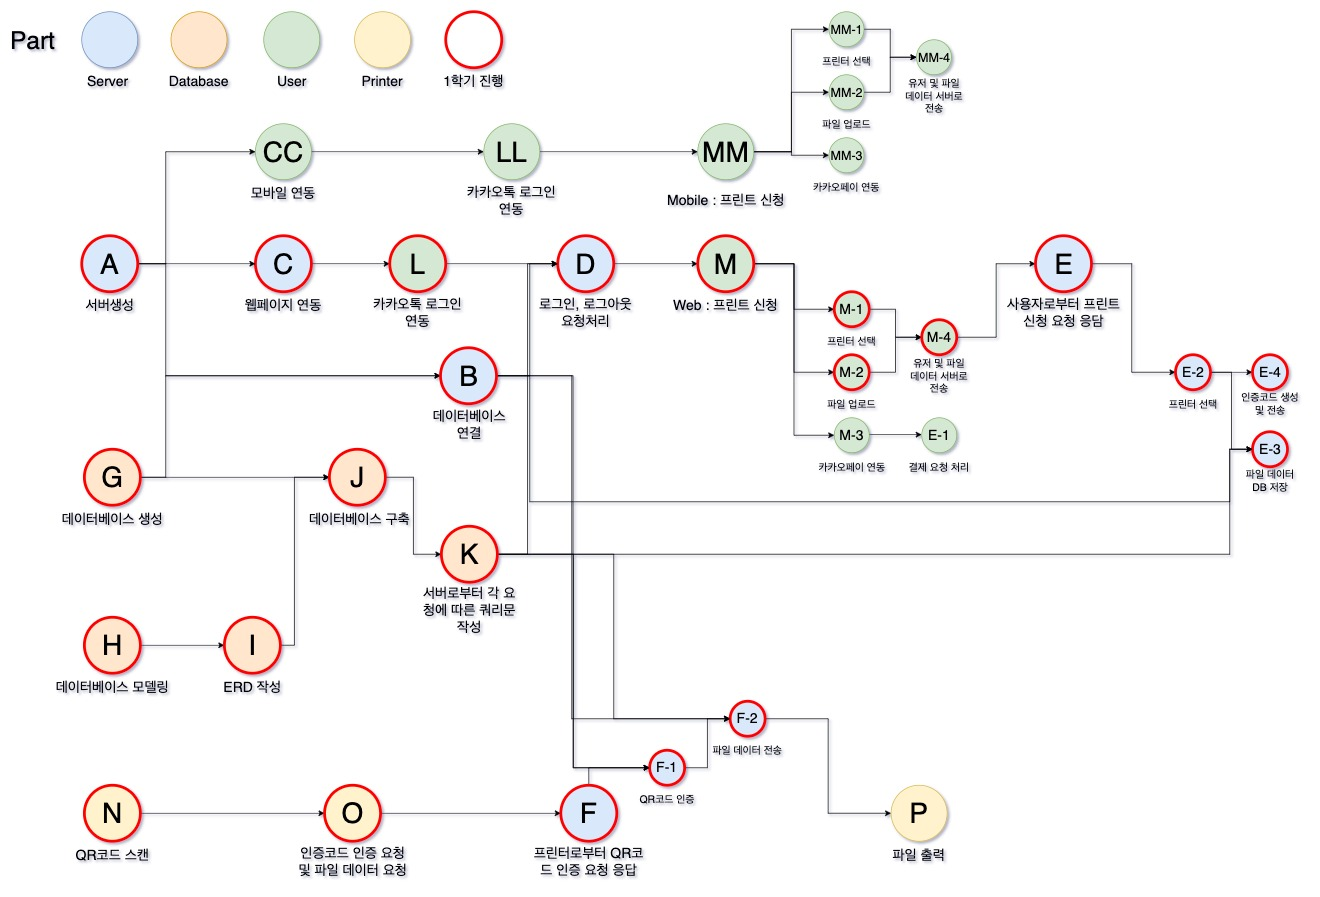 Part
Server
Database
User
Printer
1학기 진행
MM-1
프린터 선택
MM-2
파일 업로드
MM-3
카카오페이 연동
MM-4
유저 및 파일
데이터 서버로
전송
CC
모바일 연동
LL
카카오톡 로그인
연동
MM
Mobile : 프린트 신청
A
서버생성
C
웹페이지 연동
L
카카오톡 로그인
연동
D
로그인, 로그아웃
요청처리
M
Web : 프린트 신청
E
사용자로부터 프린트
신청 요청 응답
M-1
프린터 선택
M-2
파일 업로드
M-3
카카오페이 연동
M-4
유저 및 파일
데이터 서버로
전송
E-1
결제 요청 처리
E-2
프린터 선택
E-4
인증코드 생성
및 전송
E-3
파일 데이터
DB 저장
B
데이터베이스
연결
G
데이터베이스 생성
J
데이터베이스 구축
K
서버로부터 각 요
청에 따른 쿼리문
작성
H
데이터베이스 모델링
I
ERD 작성
F-2
파일 데이터 전송
F-1
QR코드 인증
N
QR코드 스캔
O
인증코드 인증 요청
및 파일 데이터 요청
F
프린터로부터 QR코
드 인증 요청 응답
P
파일 출력